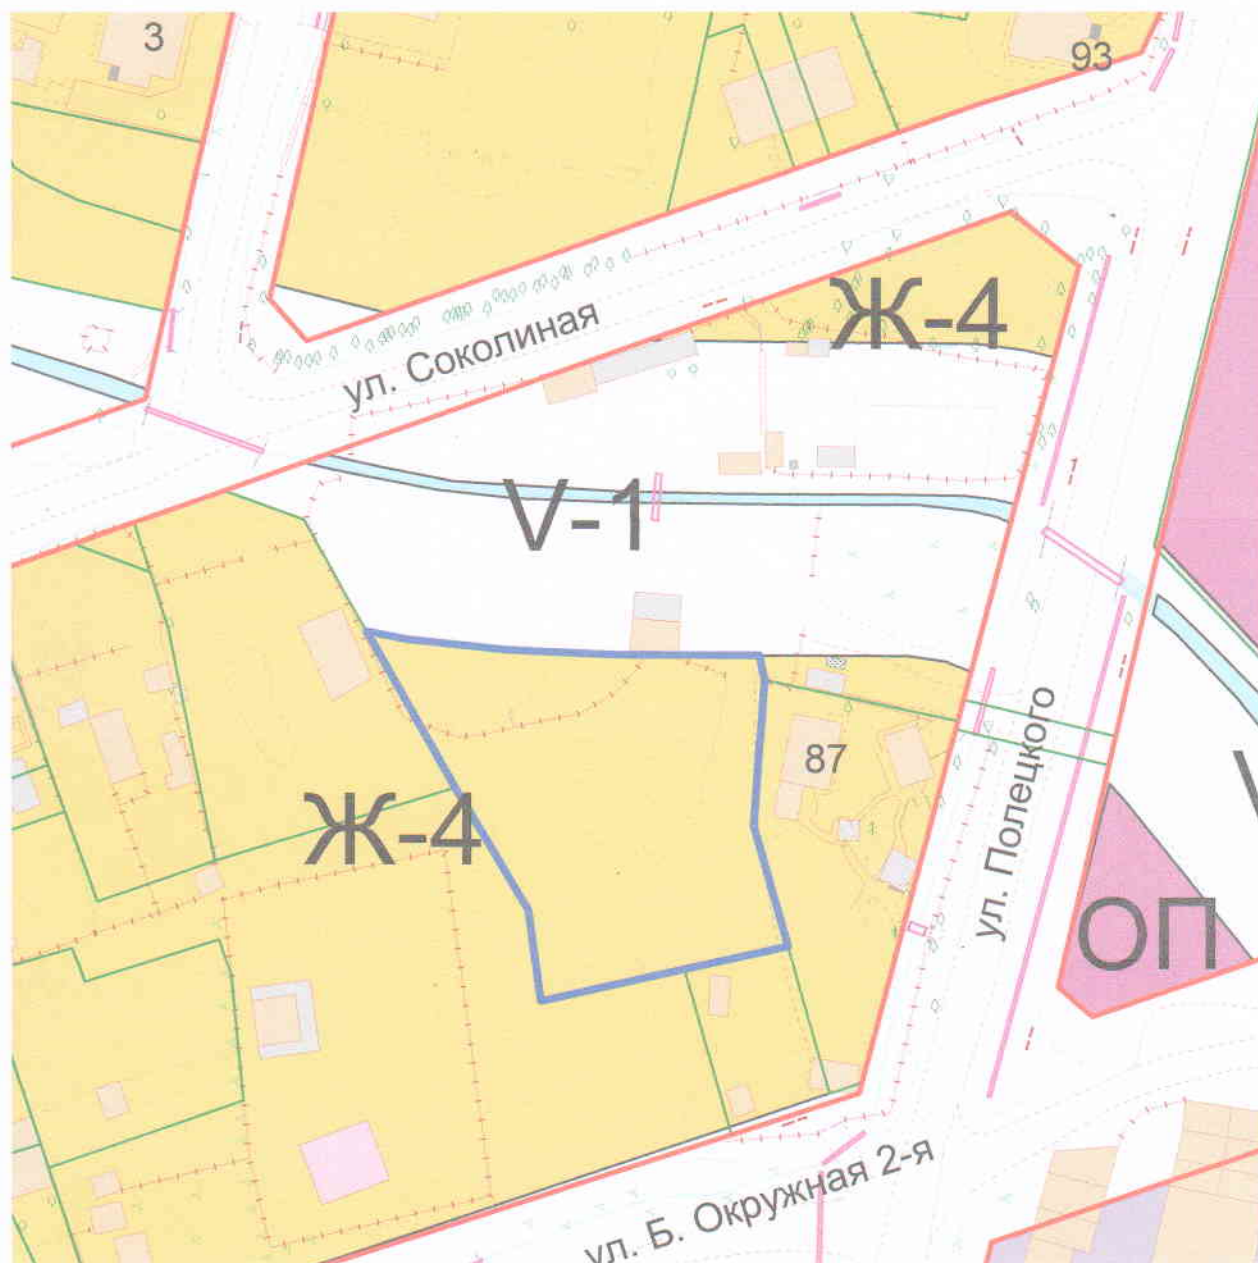 3
93
Ж-4
ул. Соколиная
V-1
87
Ж-4
ул. Полецкого
ОП
ул. Б. Окружная 2-я